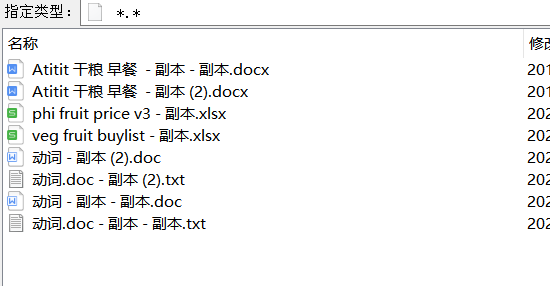 指定类型： *.*
名称 修
Atitit 干粮 早餐  - 副本 - 副本.docx 201
Atitit 干粮 早餐  - 副本 (2).docx 201
phi fruit price v3 - 副本.xlsx 202
veg fruit buylist - 副本.xlsx 202
动词 - 副本 (2).doc 202
动词.doc - 副本 (2).txt 202
动词 - 副本 - 副本.doc 202
动词.doc - 副本 - 副本.txt 202